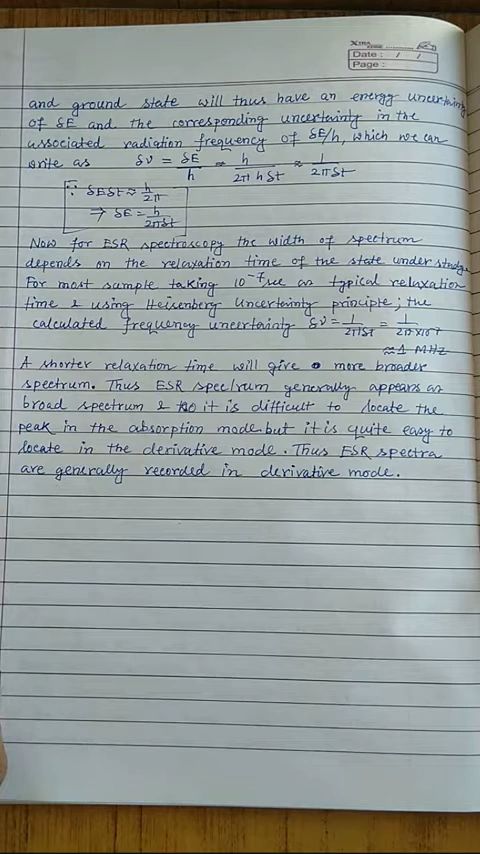 XTRA
Date : / /
Page :
and ground state will thus have an energy uncertainty
of δE and the corresponding uncertainty in the
associated radiation frequency of δE/h, which we can
write as δν = δE/h ≈ h/2πhδt ≈ 1/2πδt
∵ δEδt ≈ h/2π
⇒ δE = h/2πδt
Now for ESR spectroscopy the width of spectrum
depends on the relaxation time of the state under study.
For most sample taking 10⁻⁷sec as typical relaxation
time & using Heisenberg Uncertainty principle; the
calculated frequency uncertainty δν = 1/2πδt = 1/2π×10⁻⁷
≈ 1 MHz
A shorter relaxation time will give more broader
spectrum. Thus ESR spectrum generally appears as
broad spectrum & so it is difficult to locate the
peak in the absorption mode but it is quite easy to
locate in the derivative mode. Thus ESR spectra
are generally recorded in derivative mode.